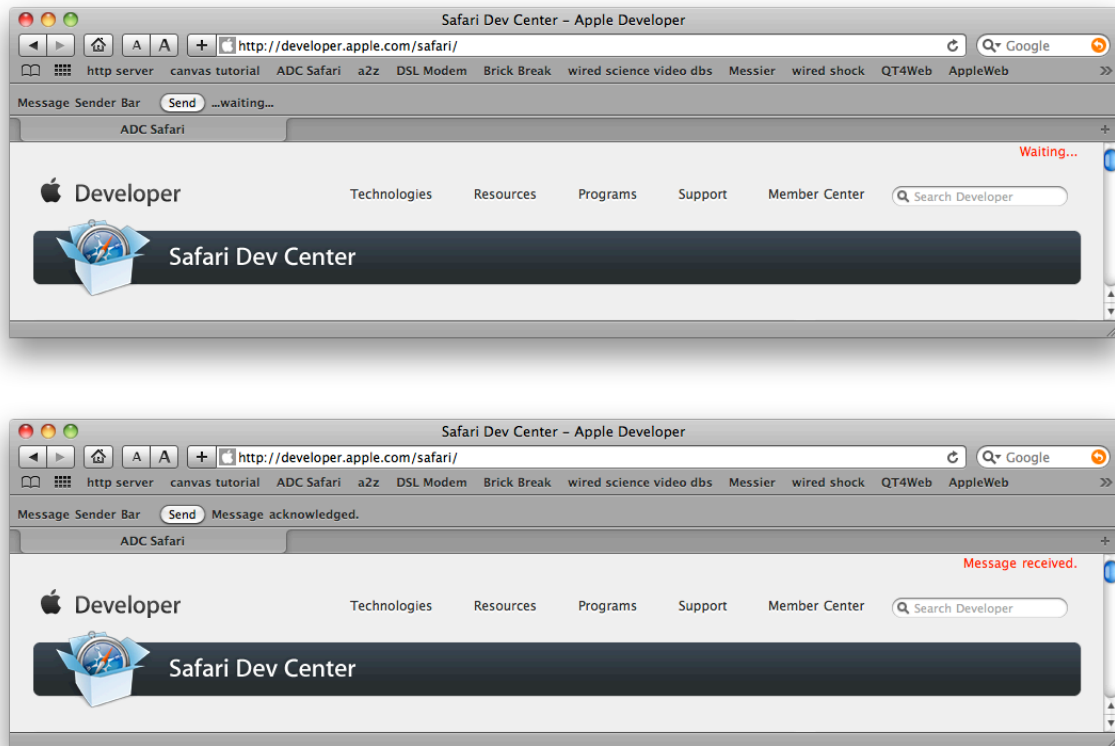 Safari Dev Center – Apple Developer
A A + http://developer.apple.com/safari/ Google
http server canvas tutorial ADC Safari a2z DSL Modem Brick Break wired science video dbs Messier wired shock QT4Web AppleWeb >>
Message Sender Bar Send ...waiting...
ADC Safari +
Waiting...
Developer Technologies Resources Programs Support Member Center Search Developer
Safari Dev Center
Safari Dev Center – Apple Developer
A A + http://developer.apple.com/safari/ Google
http server canvas tutorial ADC Safari a2z DSL Modem Brick Break wired science video dbs Messier wired shock QT4Web AppleWeb >>
Message Sender Bar Send Message acknowledged.
ADC Safari +
Message received.
Developer Technologies Resources Programs Support Member Center Search Developer
Safari Dev Center